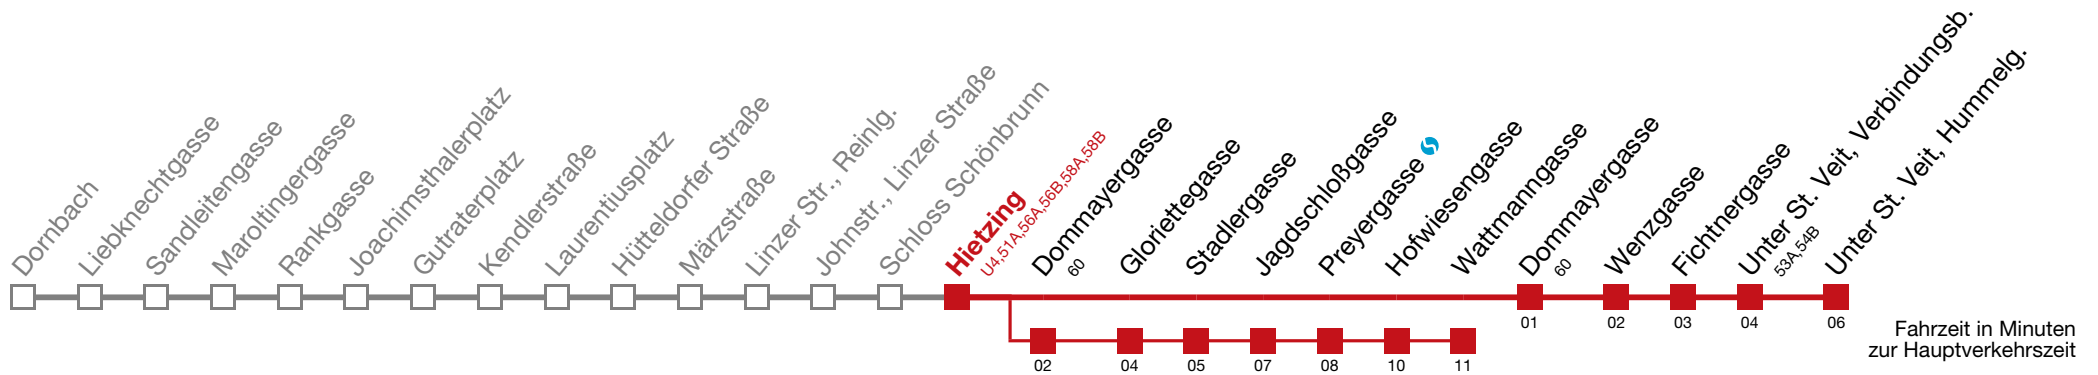 Dornbach
Liebknechtgasse
Sandleitengasse
Maroltingergasse
Rankgasse
Joachimsthalerplatz
Gutraterplatz
Kendlerstraße
Laurentiusplatz
Hütteldorfer Straße
Märzstraße
Linzer Str., Reinlg.
Johnstr., Linzer Straße
Schloss Schönbrunn
Hietzing
U4,51A,56A,56B,58A,58B
Dommayergasse
60
Gloriettegasse
Stadlergasse
Jagdschloßgasse
Preyergasse
Hofwiesengasse
Wattmanngasse
Dommayergasse
60
Wenzgasse
Fichtnergasse
Unter St. Veit, Verbindungsb.
53A,54B
Unter St. Veit, Hummelg.
01 02 03 04 06
02 04 05 07 08 10 11
Fahrzeit in Minuten
zur Hauptverkehrszeit